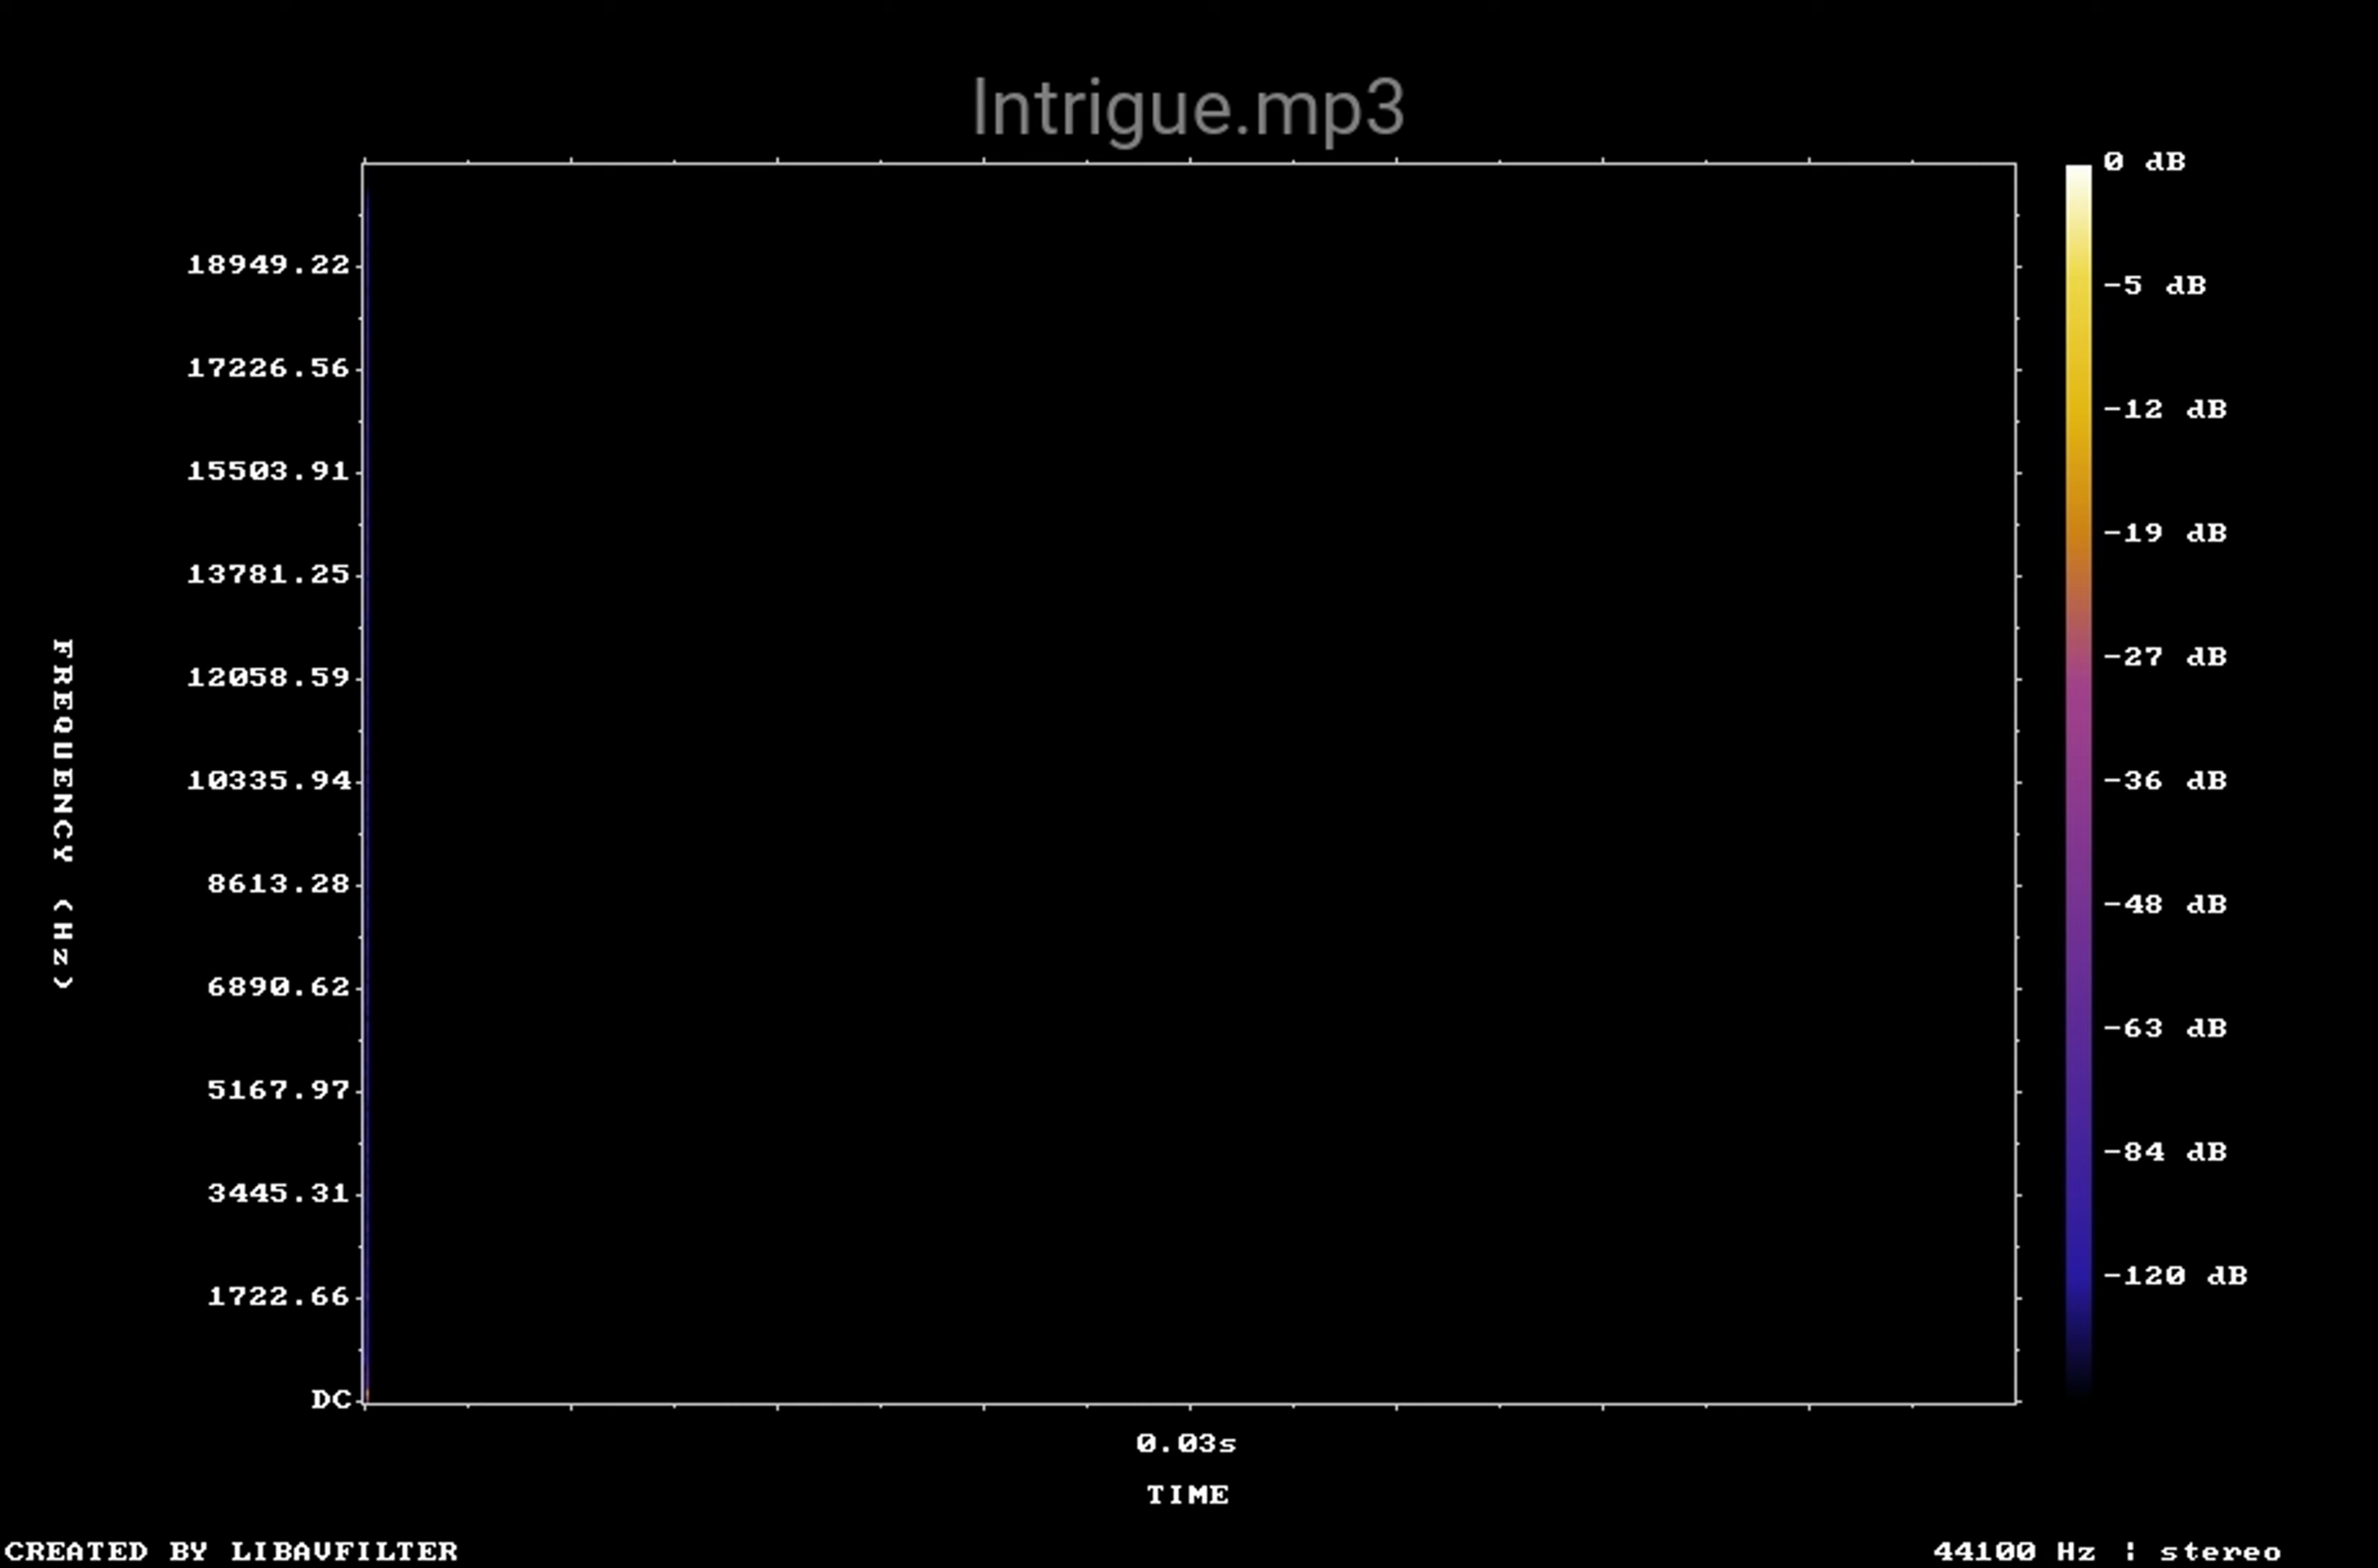 Intrigue.mp3
0 dB
-5 dB
-12 dB
-19 dB
-27 dB
-36 dB
-48 dB
-63 dB
-84 dB
-120 dB
18949.22
17226.56
15503.91
13781.25
12058.59
10335.94
8613.28
6890.62
5167.97
3445.31
1722.66
DC
FREQUENCY (Hz)
0.03s
TIME
CREATED BY LIBAVFILTER
44100 Hz | stereo